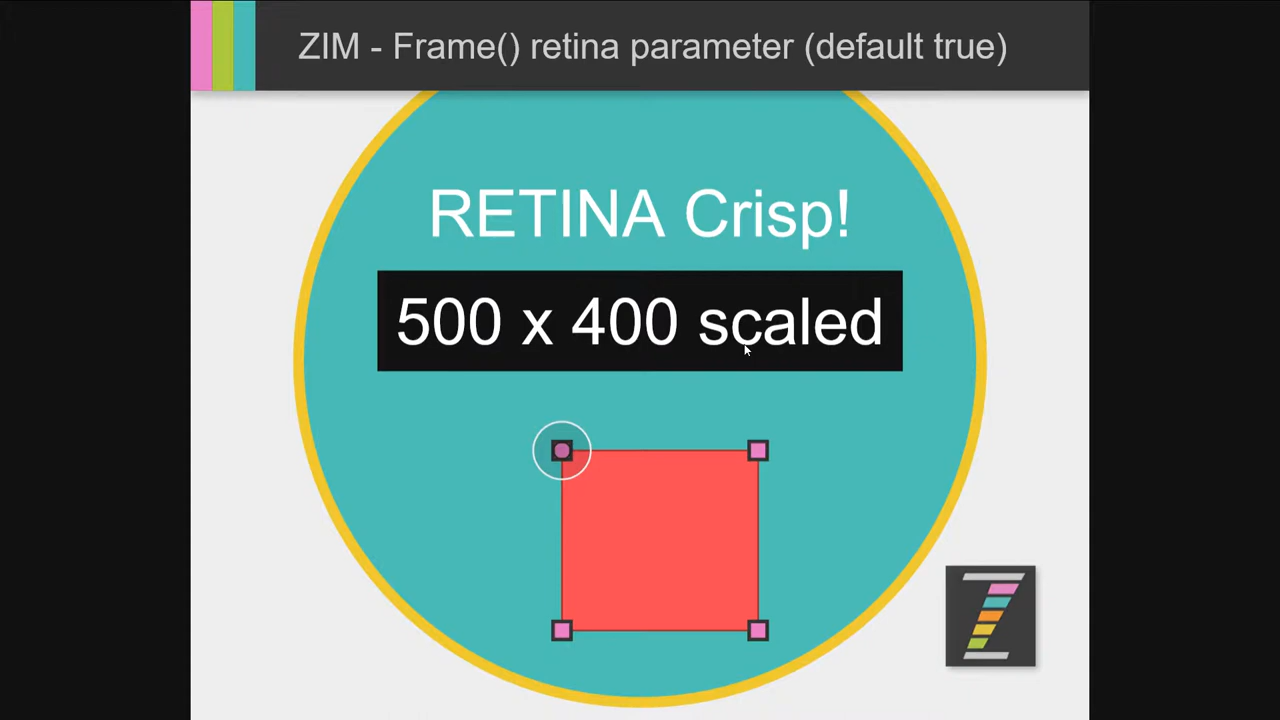 ZIM - Frame() retina parameter (default true)
RETINA Crisp!
500 x 400 scaled